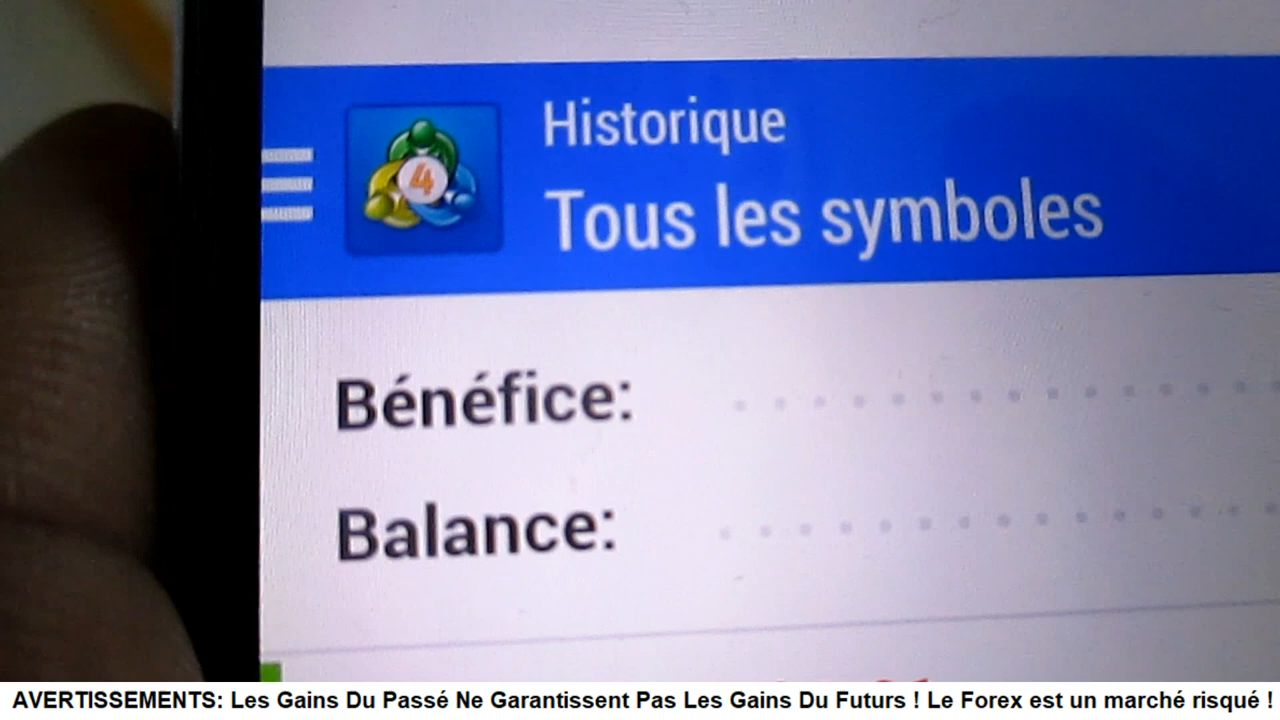 Historique
4
Tous les symboles
Bénéfice:
Balance:
AVERTISSEMENTS: Les Gains Du Passé Ne Garantissent Pas Les Gains Du Futurs ! Le Forex est un marché risqué !